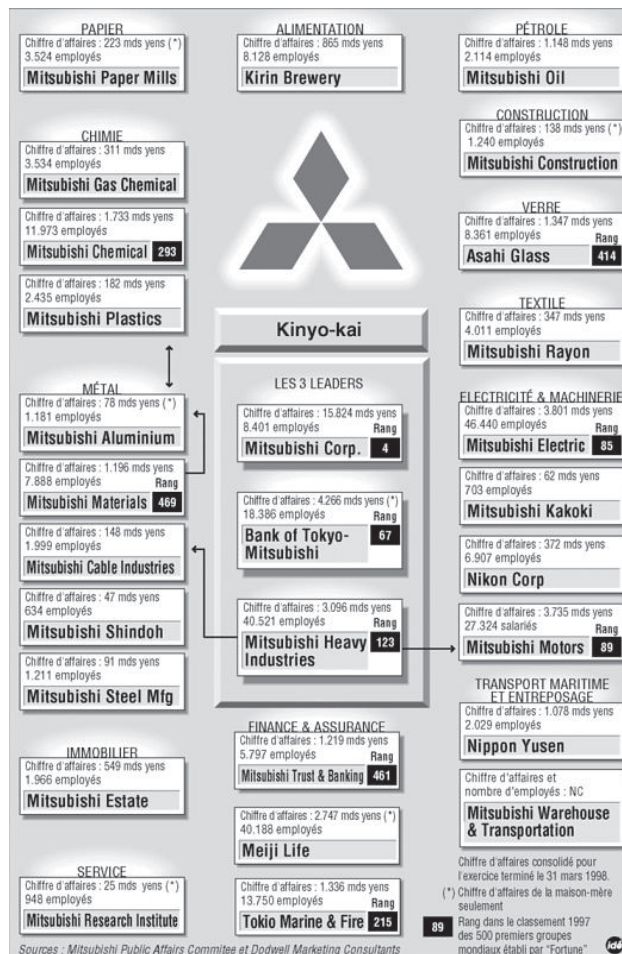 PAPIER
Chiffre d'affaires : 223 mds yens (*)
3.524 employés
Mitsubishi Paper Mills
ALIMENTATION
Chiffre d'affaires : 865 mds yens
8.128 employés
Kirin Brewery
PÉTROLE
Chiffre d'affaires : 1.148 mds yens
2.114 employés
Mitsubishi Oil
CONSTRUCTION
Chiffre d'affaires : 138 mds yens (*)
1.240 employés
Mitsubishi Construction
CHIMIE
Chiffre d'affaires : 311 mds yens
3.534 employés
Mitsubishi Gas Chemical
Chiffre d'affaires : 1.733 mds yens
11.973 employés
Mitsubishi Chemical 293
Chiffre d'affaires : 182 mds yens
2.435 employés
Mitsubishi Plastics
VERRE
Chiffre d'affaires : 1.347 mds yens
8.361 employés
Rang
Asahi Glass 414
TEXTILE
Chiffre d'affaires : 347 mds yens
4.011 employés
Mitsubishi Rayon
Kinyo-kai
LES 3 LEADERS
Chiffre d'affaires : 15.824 mds yens
8.401 employés
Rang
Mitsubishi Corp. 4
Chiffre d'affaires : 4.266 mds yens (*)
18.386 employés
Rang
Bank of Tokyo-
Mitsubishi
67
Chiffre d'affaires : 3.096 mds yens
40.521 employés
Rang
Mitsubishi Heavy
Industries
123
MÉTAL
Chiffre d'affaires : 78 mds yens (*)
1.181 employés
Mitsubishi Aluminium
Chiffre d'affaires : 1.196 mds yens
7.888 employés
Rang
Mitsubishi Materials 469
Chiffre d'affaires : 148 mds yens
1.999 employés
Mitsubishi Cable Industries
Chiffre d'affaires : 47 mds yens
634 employés
Mitsubishi Shindoh
Chiffre d'affaires : 91 mds yens
1.211 employés
Mitsubishi Steel Mfg
ELECTRICITÉ & MACHINERIE
Chiffre d'affaires : 3.801 mds yens
46.440 employés
Rang
Mitsubishi Electric 85
Chiffre d'affaires : 62 mds yens
703 employés
Mitsubishi Kakoki
Chiffre d'affaires : 372 mds yens
6.907 employés
Nikon Corp
Chiffre d'affaires : 3.735 mds yens
27.324 salariés
Rang
Mitsubishi Motors 89
TRANSPORT MARITIME
ET ENTREPOSAGE
Chiffre d'affaires : 1.078 mds yens
2.029 employés
Nippon Yusen
Chiffre d'affaires et
nombre d'employés : NC
Mitsubishi Warehouse
& Transportation
IMMOBILIER
Chiffre d'affaires : 549 mds yens
1.966 employés
Mitsubishi Estate
SERVICE
Chiffre d'affaires : 25 mds yens (*)
948 employés
Mitsubishi Research Institute
FINANCE & ASSURANCE
Chiffre d'affaires : 1.219 mds yens
5.797 employés
Rang
Mitsubishi Trust & Banking 461
Chiffre d'affaires : 2.747 mds yens (*)
40.188 employés
Meiji Life
Chiffre d'affaires : 1.336 mds yens
13.750 employés
Rang
Tokio Marine & Fire 215
Chiffre d'affaires consolidé pour
l'exercice terminé le 31 mars 1998.
(*) Chiffre d'affaires de la maison-mère
seulement
89 Rang dans le classement 1997
des 500 premiers groupes
mondiaux établi par "Fortune"
idé
Sources : Mitsubishi Public Affairs Commitee et Dodwell Marketing Consultants